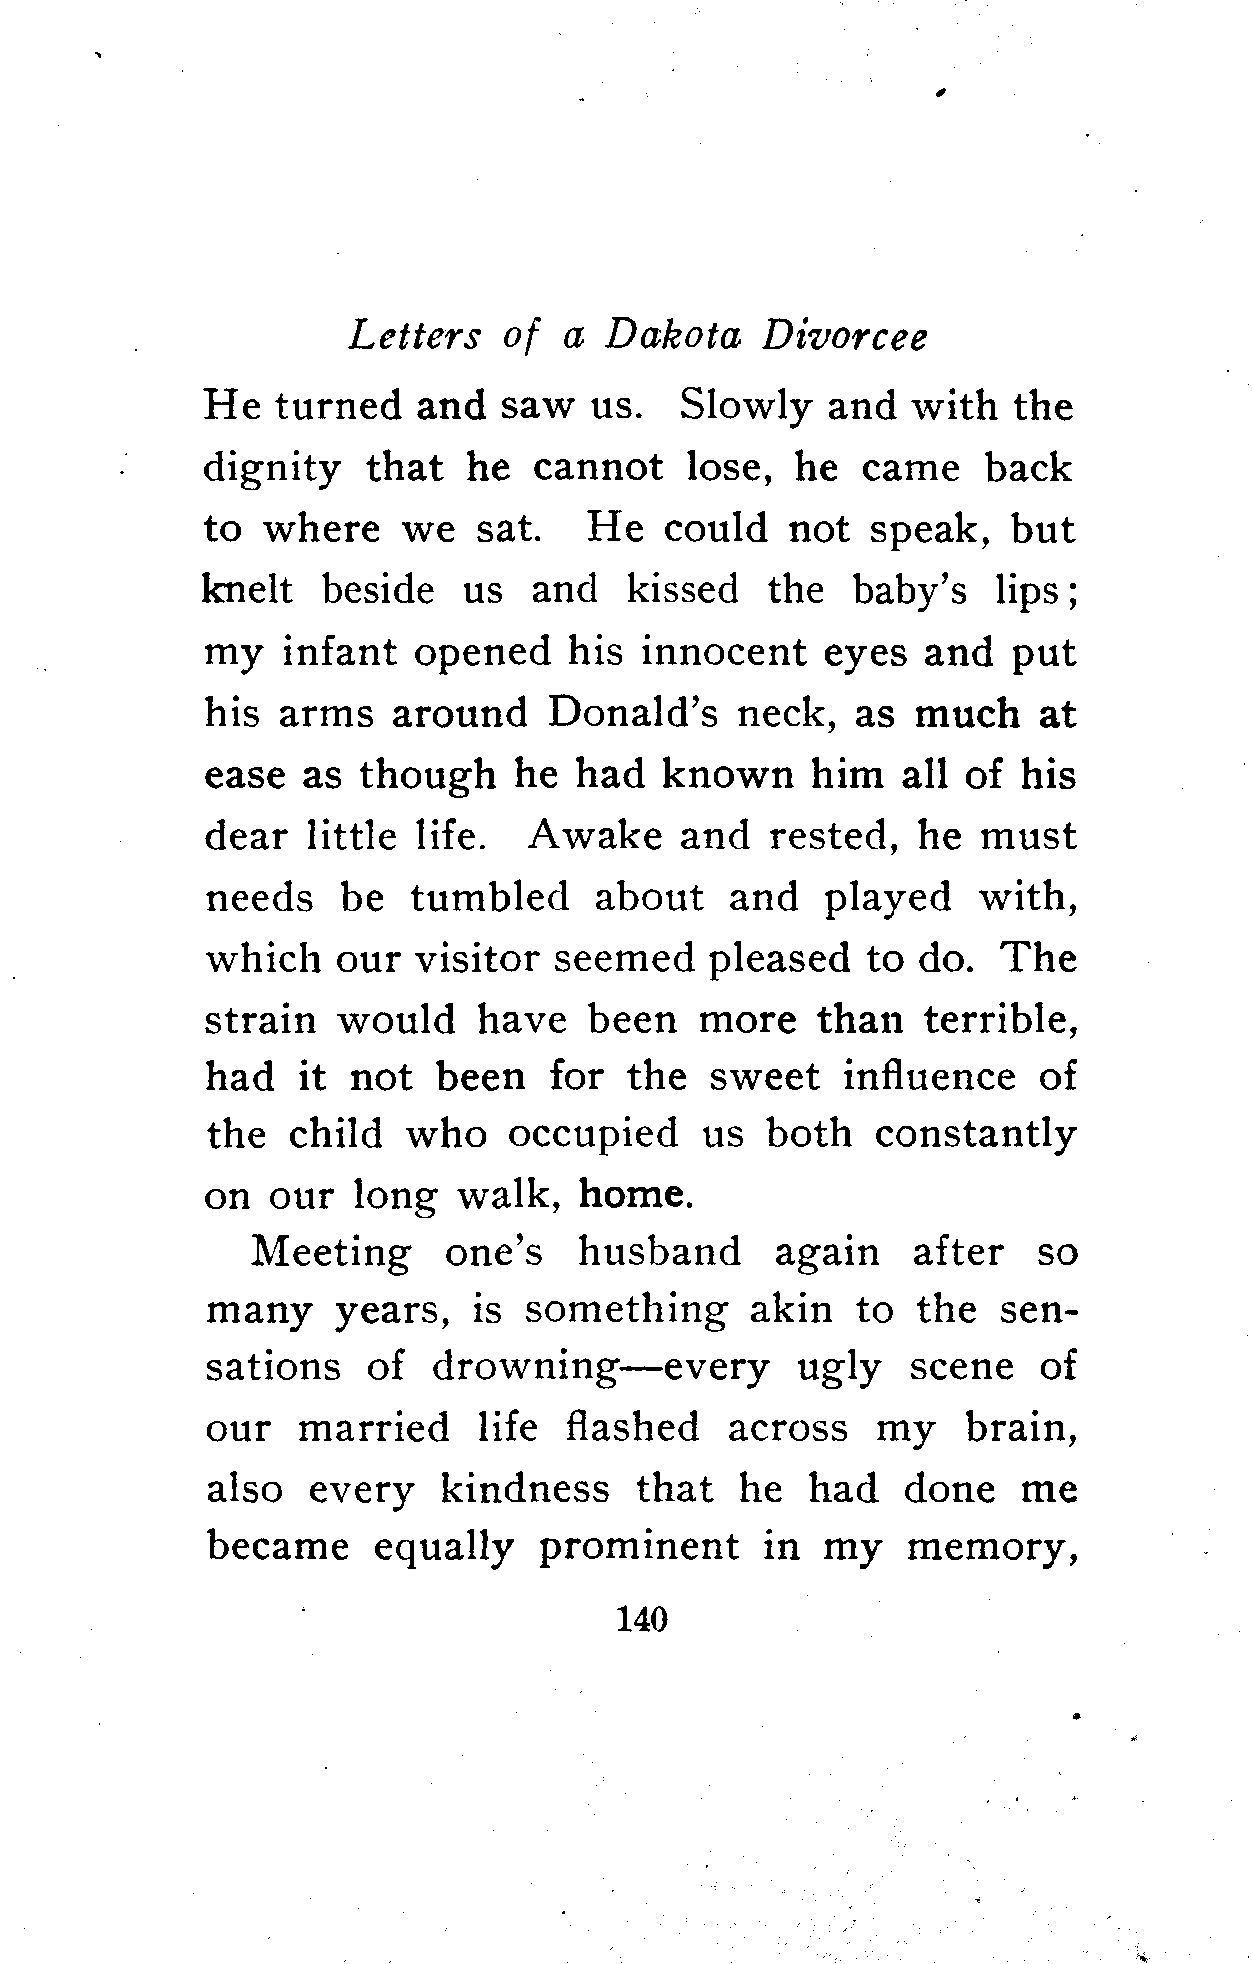 Letters of a Dakota Divorcee
He turned and saw us. Slowly and with the
dignity that he cannot lose, he came back
to where we sat. He could not speak, but
knelt beside us and kissed the baby's lips;
my infant opened his innocent eyes and put
his arms around Donald's neck, as much at
ease as though he had known him all of his
dear little life. Awake and rested, he must
needs be tumbled about and played with,
which our visitor seemed pleased to do. The
strain would have been more than terrible,
had it not been for the sweet influence of
the child who occupied us both constantly
on our long walk, home.
Meeting one's husband again after so
many years, is something akin to the sen-
sations of drowning—every ugly scene of
our married life flashed across my brain,
also every kindness that he had done me
became equally prominent in my memory,
140